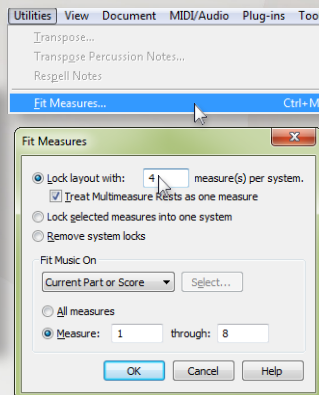 Utilities View Document MIDI/Audio Plug-ins Too
Transpose...
Transpose Percussion Notes...
Respell Notes
Fit Measures... Ctrl+M
Fit Measures
Lock layout with: 4 measure(s) per system.
Treat Multimeasure Rests as one measure
Lock selected measures into one system
Remove system locks
Fit Music On
Current Part or Score Select...
All measures
Measure: 1 through: 8
OK Cancel Help